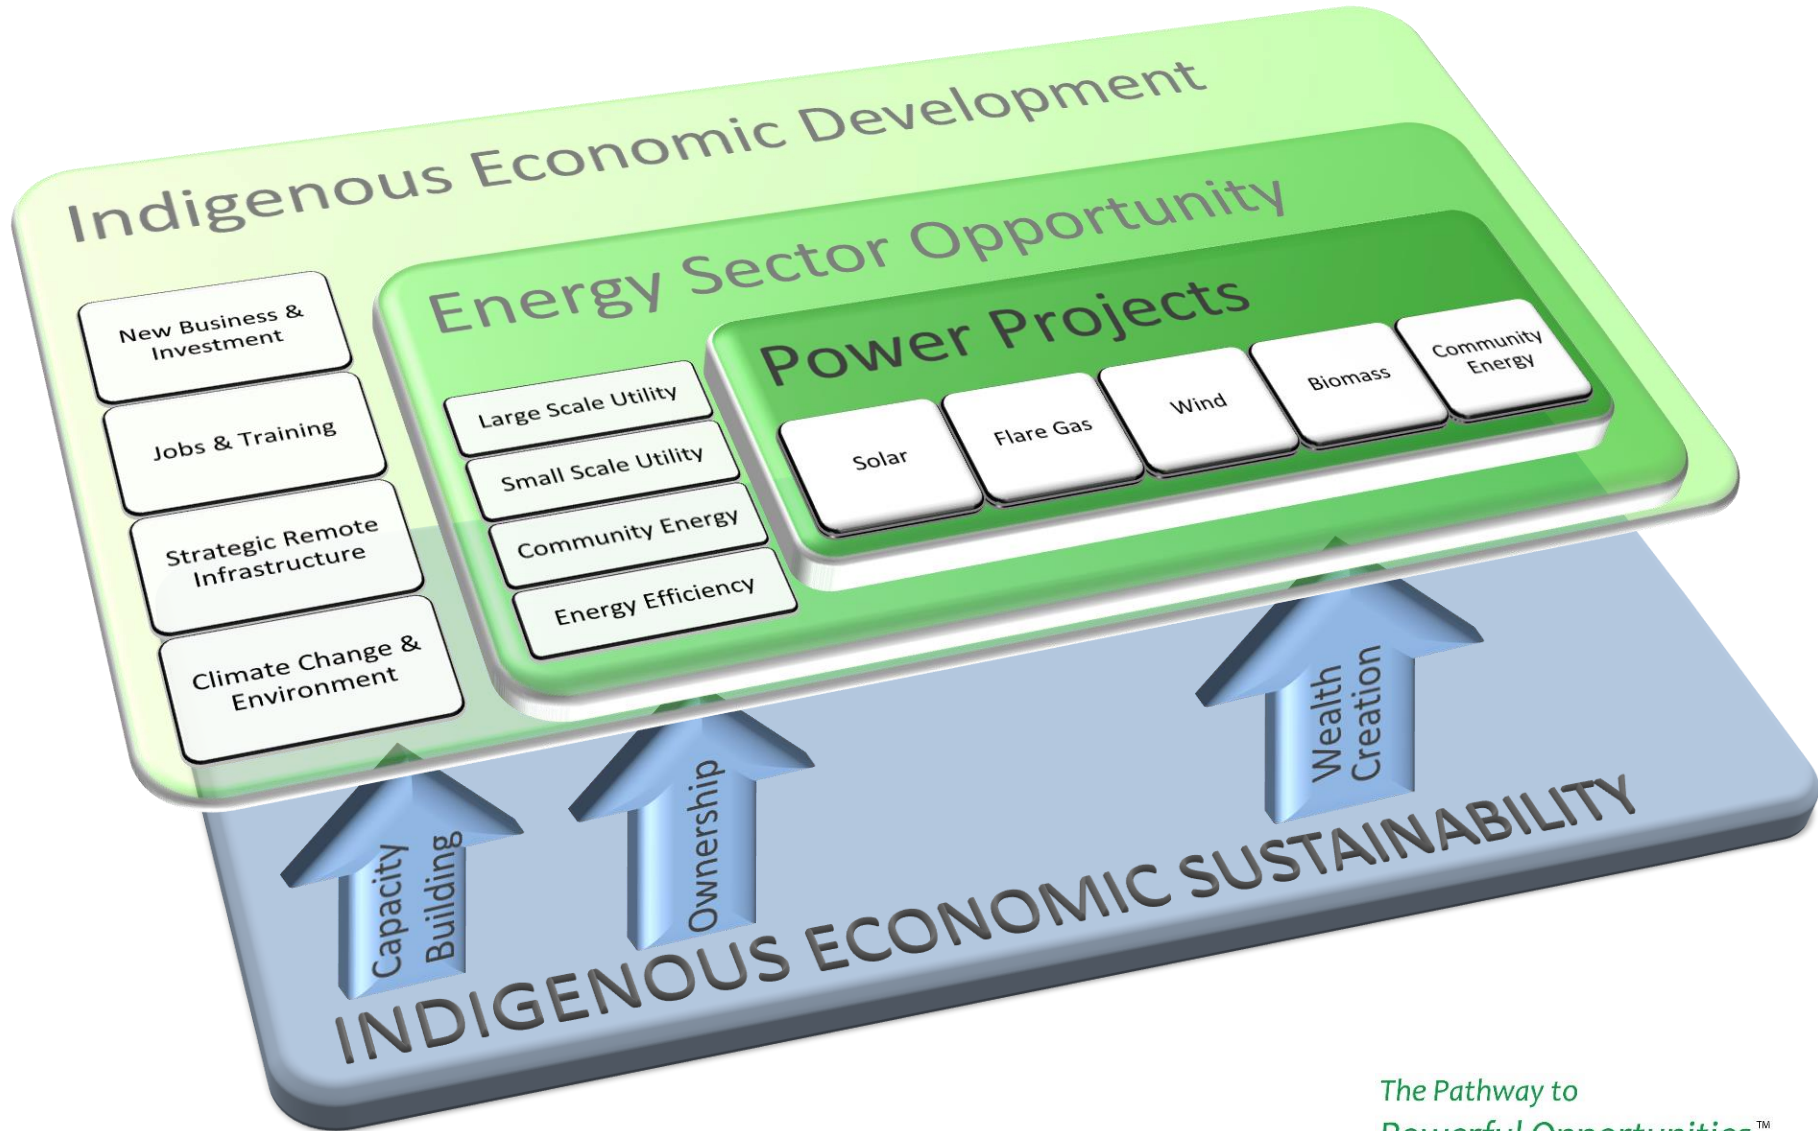 Indigenous Economic Development
Energy Sector Opportunity
Power Projects
New Business &
Investment
Jobs & Training
Strategic Remote
Infrastructure
Climate Change &
Environment
Large Scale Utility
Small Scale Utility
Community Energy
Energy Efficiency
Solar
Flare Gas
Wind
Biomass
Community
Energy
Capacity
Building
Ownership
Wealth
Creation
INDIGENOUS ECONOMIC SUSTAINABILITY
The Pathway to
Powerful Opportunities™